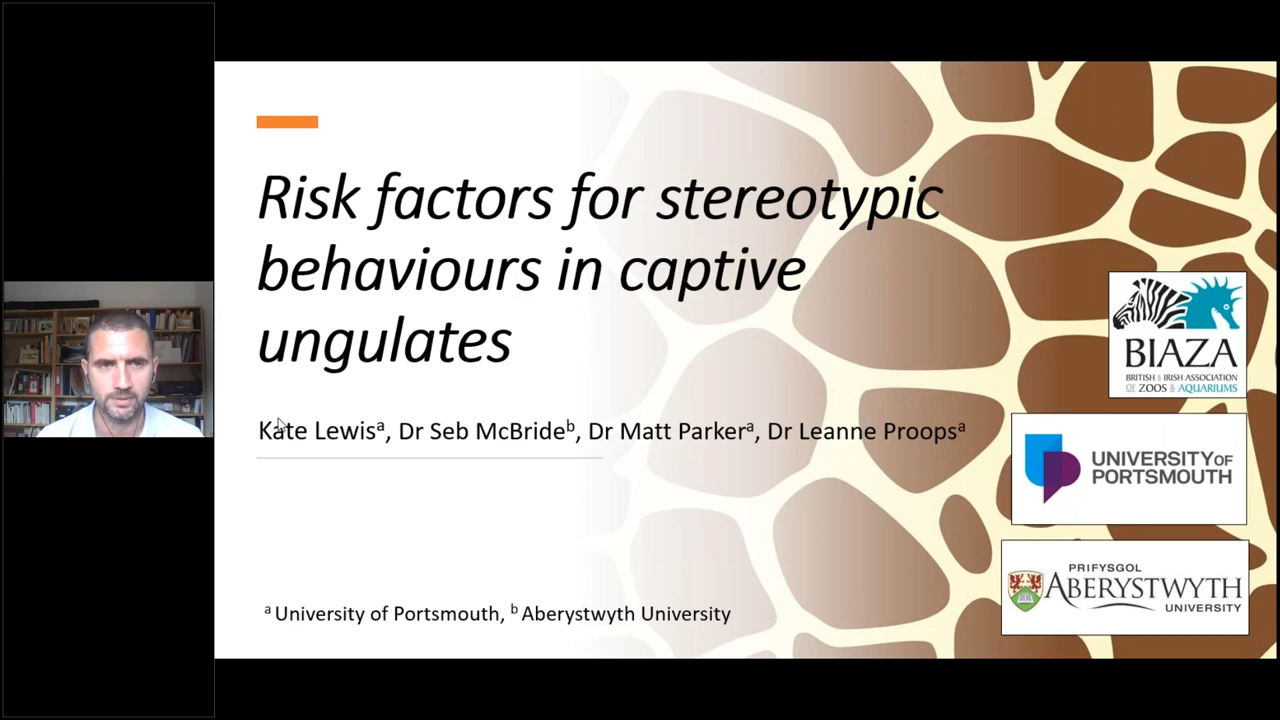 Risk factors for stereotypic
behaviours in captive
ungulates
Kate Lewisᵃ, Dr Seb McBrideᵇ, Dr Matt Parkerᵃ, Dr Leanne Proopsᵃ
ᵃ University of Portsmouth, ᵇ Aberystwyth University
BIAZA
BRITISH & IRISH ASSOCIATION
OF ZOOS & AQUARIUMS
UNIVERSITY OF
PORTSMOUTH
PRIFYSGOL
ABERYSTWYTH
UNIVERSITY